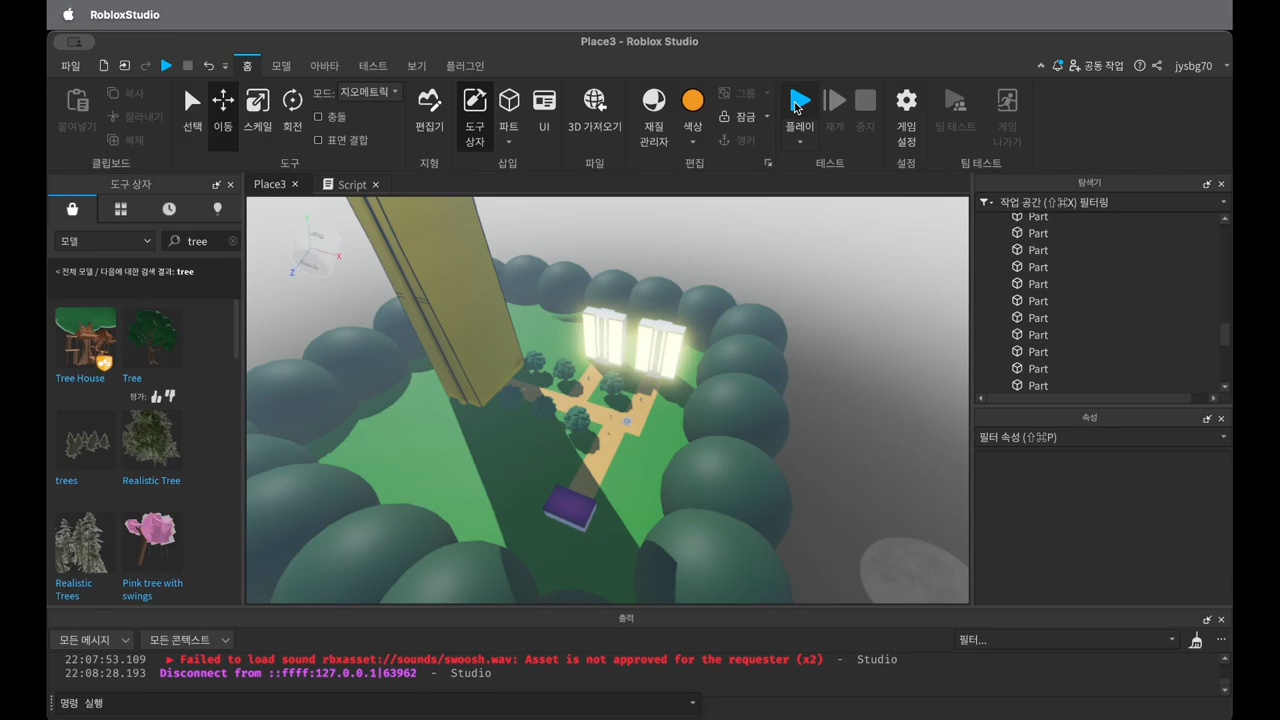 RobloxStudio
Place3 - Roblox Studio
파일 홈 모델 아바타 테스트 보기 플러그인 공동 작업 jysbg70
복사 모드: 지오메트릭 그룹
잘라내기 충돌 잠금
붙여넣기 복제 선택 이동 스케일 회전 표면 결합 편집기 도구 상자 파트 UI 3D 가져오기 재질 관리자 색상 앵커 플레이 재개 중지 게임 설정 팀 테스트 게임 나가기
클립보드 도구 지형 삽입 파일 편집 테스트 설정 팀 테스트
도구 상자
Place3 Script
탐색기
작업 공간 (⇧⌘X) 필터링
모델 tree
< 전체 모델 / 다음에 대한 검색 결과: tree
Tree House Tree
평가:
trees Realistic Tree
Realistic Trees Pink tree with swings
Y
X
Z
Part
Part
Part
Part
Part
Part
Part
Part
Part
Part
Part
속성
필터 속성 (⇧⌘P)
출력
모든 메시지 모든 콘텍스트 필터...
22:07:53.109 ▶ Failed to load sound rbxasset://sounds/swoosh.wav: Asset is not approved for the requester (x2) - Studio
22:08:28.193 Disconnect from ::ffff:127.0.0.1|63962 - Studio
명령 실행